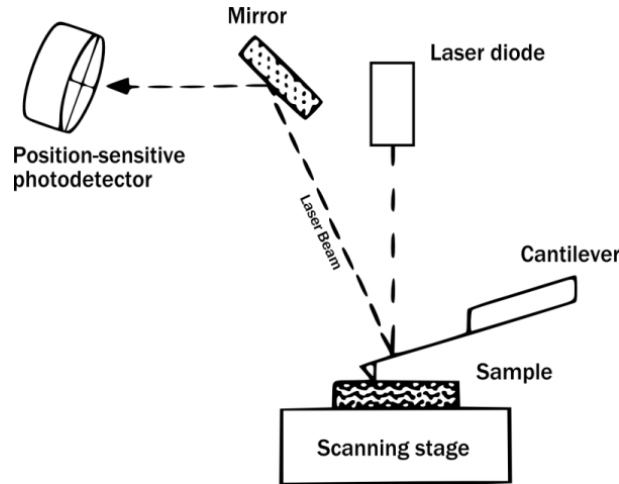 Mirror
Laser diode
Position-sensitive
photodetector
Laser Beam
Cantilever
Sample
Scanning stage